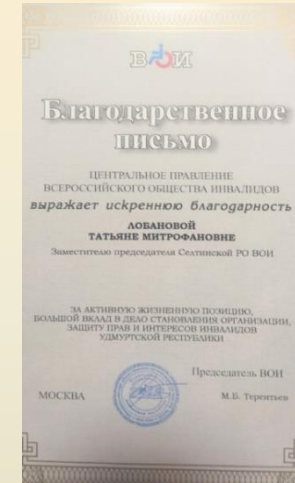 ВОИ
Благодарственное
письмо
ЦЕНТРАЛЬНОЕ ПРАВЛЕНИЕ
ВСЕРОССИЙСКОГО ОБЩЕСТВА ИНВАЛИДОВ
выражает искреннюю благодарность
ЛОБАНОВОЙ
ТАТЬЯНЕ МИТРОФАНОВНЕ
Заместителю председателя Селтинской РО ВОИ
ЗА АКТИВНУЮ ЖИЗНЕННУЮ ПОЗИЦИЮ,
БОЛЬШОЙ ВКЛАД В ДЕЛО СТАНОВЛЕНИЯ ОРГАНИЗАЦИИ,
ЗАЩИТУ ПРАВ И ИНТЕРЕСОВ ИНВАЛИДОВ
УДМУРТСКОЙ РЕСПУБЛИКИ
Председатель ВОИ
МОСКВА
М.Б. Терентьев